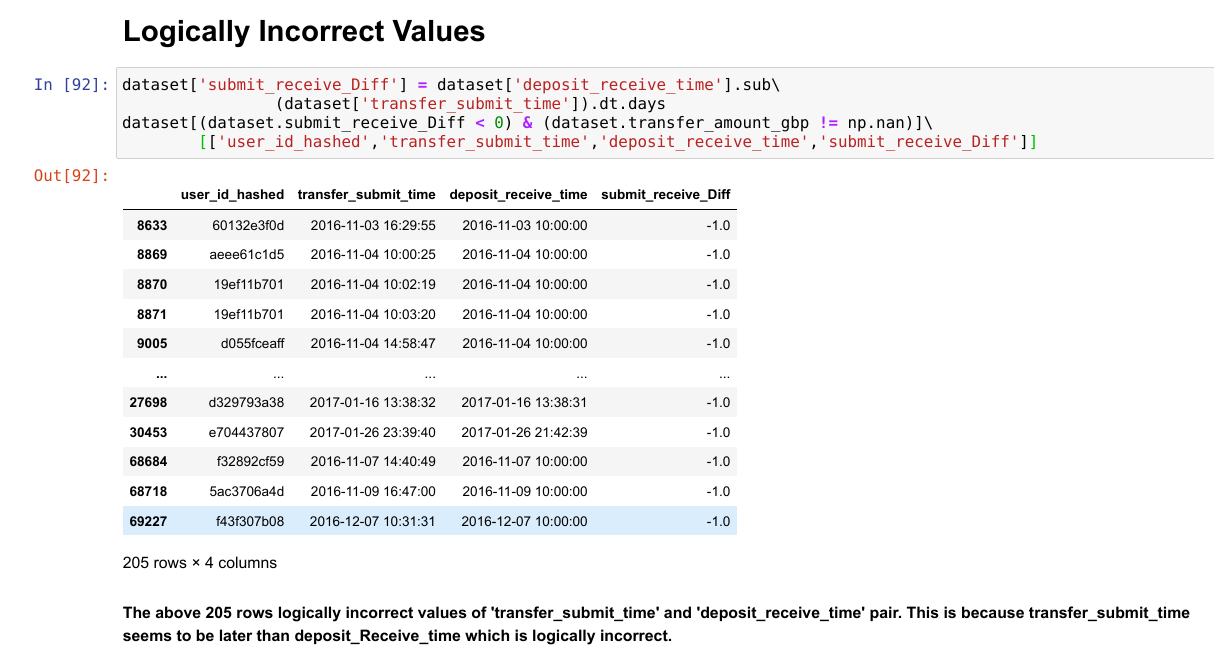 Logically Incorrect Values
In [92]: dataset['submit_receive_Diff'] = dataset['deposit_receive_time'].sub\
(dataset['transfer_submit_time']).dt.days
dataset[(dataset.submit_receive_Diff < 0) & (dataset.transfer_amount_gbp != np.nan)]\
[['user_id_hashed','transfer_submit_time','deposit_receive_time','submit_receive_Diff']]
Out[92]:
user_id_hashed transfer_submit_time deposit_receive_time submit_receive_Diff
8633 60132e3f0d 2016-11-03 16:29:55 2016-11-03 10:00:00 -1.0
8869 aeee61c1d5 2016-11-04 10:00:25 2016-11-04 10:00:00 -1.0
8870 19ef11b701 2016-11-04 10:02:19 2016-11-04 10:00:00 -1.0
8871 19ef11b701 2016-11-04 10:03:20 2016-11-04 10:00:00 -1.0
9005 d055fceaff 2016-11-04 14:58:47 2016-11-04 10:00:00 -1.0
... ... ... ... ...
27698 d329793a38 2017-01-16 13:38:32 2017-01-16 13:38:31 -1.0
30453 e704437807 2017-01-26 23:39:40 2017-01-26 21:42:39 -1.0
68684 f32892cf59 2016-11-07 14:40:49 2016-11-07 10:00:00 -1.0
68718 5ac3706a4d 2016-11-09 16:47:00 2016-11-09 10:00:00 -1.0
69227 f43f307b08 2016-12-07 10:31:31 2016-12-07 10:00:00 -1.0
205 rows × 4 columns
The above 205 rows logically incorrect values of 'transfer_submit_time' and 'deposit_receive_time' pair. This is because transfer_submit_time
seems to be later than deposit_Receive_time which is logically incorrect.